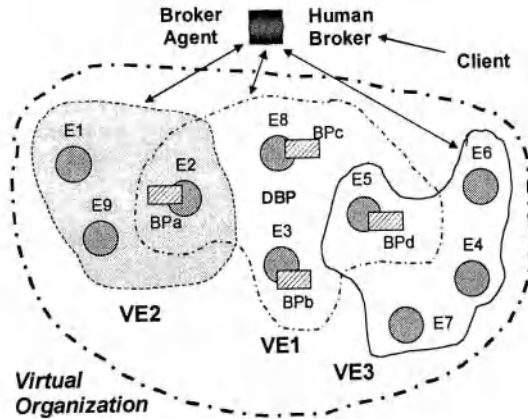 Broker Agent
Human Broker
Client
E1
E2
E9
BPa
VE2
E8
BPc
DBP
E3
BPb
VE1
E5
BPd
E6
E4
E7
VE3
Virtual Organization